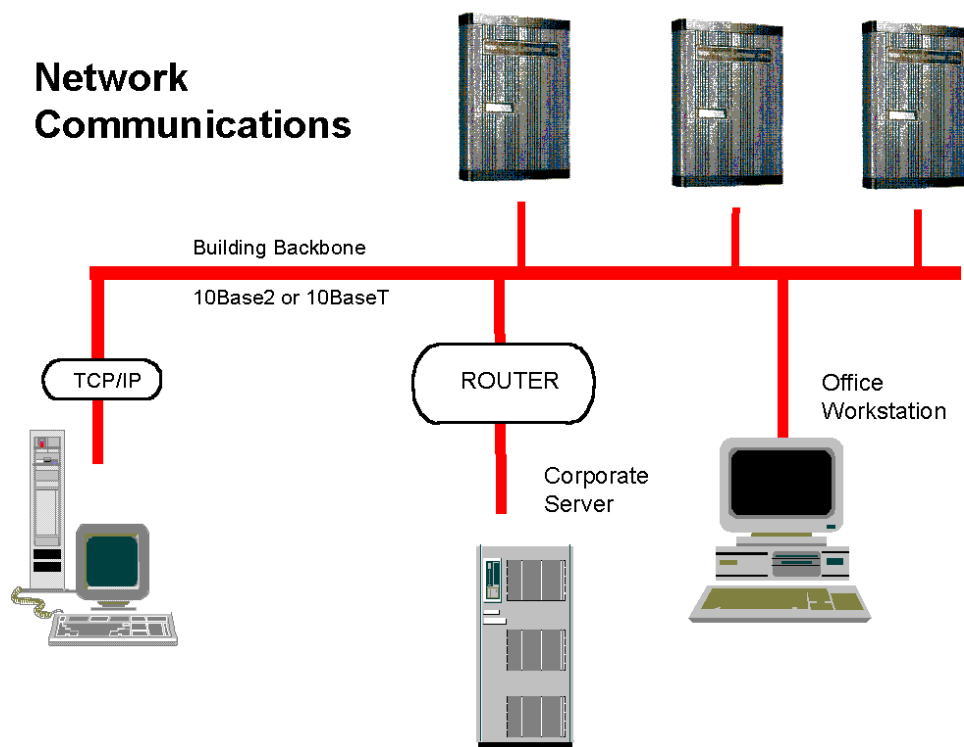 Network
Communications
Building Backbone
10Base2 or 10BaseT
TCP/IP
ROUTER
Office
Workstation
Corporate
Server